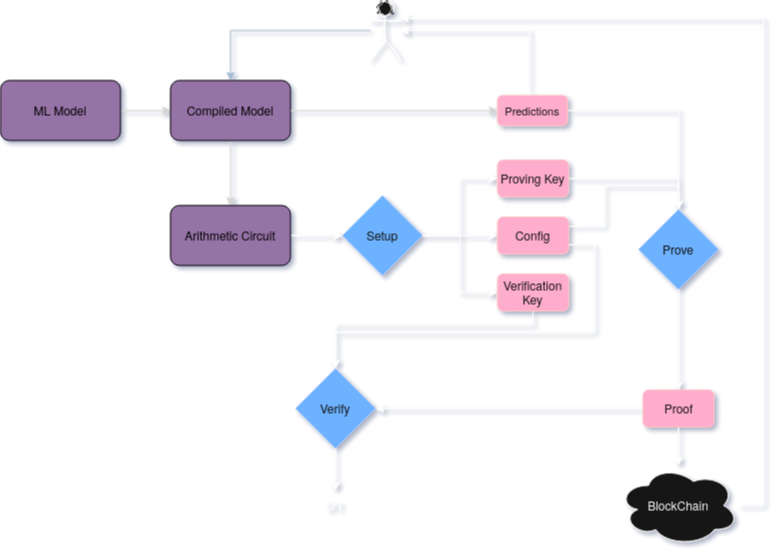 ML Model
Compiled Model
Predictions
Proving Key
Arithmetic Circuit
Setup
Config
Prove
Verification
Key
Verify
Proof
BlockChain